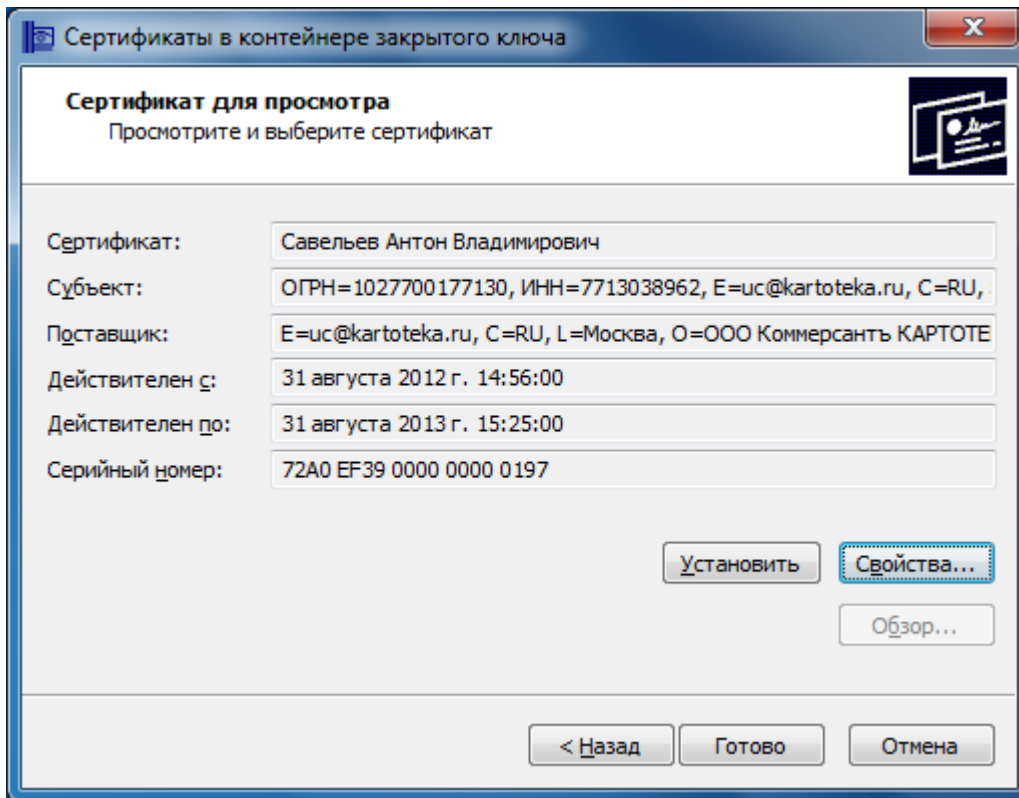 Сертификаты в контейнере закрытого ключа
Сертификат для просмотра
Просмотрите и выберите сертификат
Сертификат: Савельев Антон Владимирович
Субъект: ОГРН=1027700177130, ИНН=7713038962, E=uc@kartoteka.ru, C=RU,
Поставщик: E=uc@kartoteka.ru, C=RU, L=Москва, O=ООО Коммерсантъ КАРТОТЕ
Действителен с: 31 августа 2012 г. 14:56:00
Действителен по: 31 августа 2013 г. 15:25:00
Серийный номер: 72A0 EF39 0000 0000 0197
Установить Свойства...
Обзор...
< Назад Готово Отмена